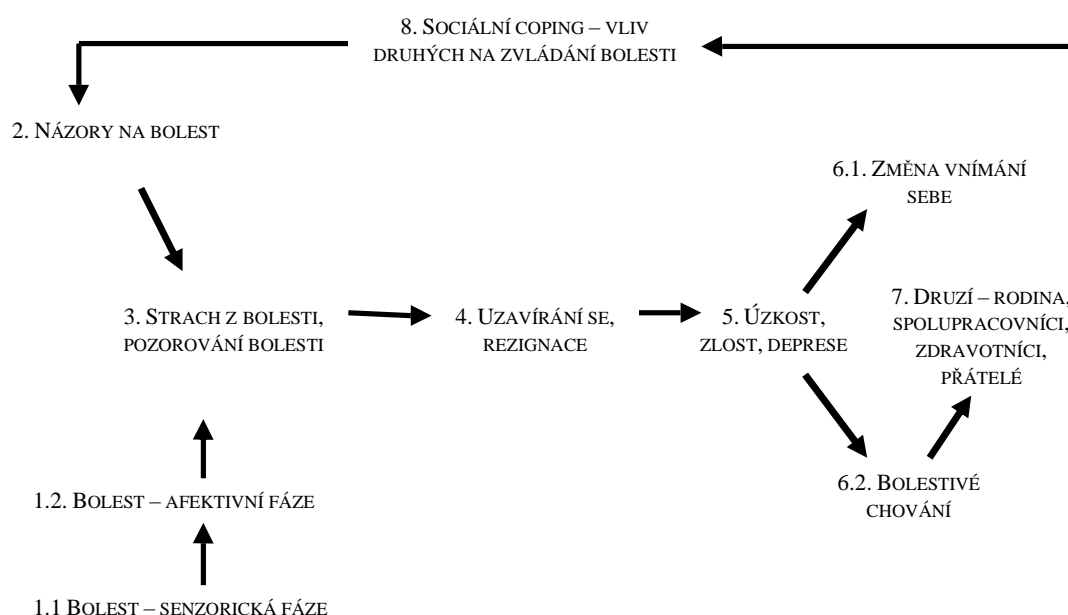 8. SOCIÁLNÍ COPING – VLIV
DRUHÝCH NA ZVLÁDÁNÍ BOLESTI
2. NÁZORY NA BOLEST
6.1. ZMĚNA VNÍMÁNÍ
SEBE
3. STRACH Z BOLESTI,
POZOROVÁNÍ BOLESTI
4. UZAVÍRÁNÍ SE,
REZIGNACE
5. ÚZKOST,
ZLOST, DEPRESE
7. DRUZÍ – RODINA,
SPOLUPRACOVNÍCI,
ZDRAVOTNÍCI,
PŘÁTELÉ
6.2. BOLESTIVÉ
CHOVÁNÍ
1.2. BOLEST – AFEKTIVNÍ FÁZE
1.1 BOLEST – SENZORICKÁ FÁZE